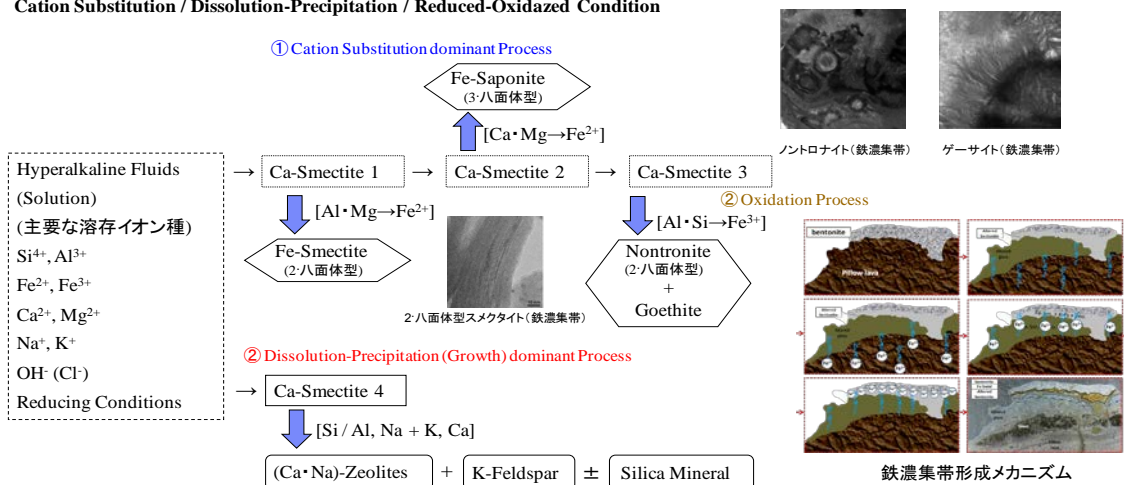 Cation Substitution / Dissolution-Precipitation / Reduced-Oxidazed Condition
① Cation Substitution dominant Process
Fe-Saponite
(3・八面体型)
[Ca・Mg→Fe²⁺]
ノントロナイト(鉄濃集帯)
ゲーサイト(鉄濃集帯)
Hyperalkaline Fluids
(Solution)
(主要な溶存イオン種)
Si⁴⁺, Al³⁺
Fe²⁺, Fe³⁺
Ca²⁺, Mg²⁺
Na⁺, K⁺
OH⁻ (Cl⁻)
Reducing Conditions
→ Ca-Smectite 1 → Ca-Smectite 2 → Ca-Smectite 3
[Al・Mg→Fe²⁺]
Fe-Smectite
(2・八面体型)
2・八面体型スメクタイト(鉄濃集帯)
② Oxidation Process
[Al・Si→Fe³⁺]
Nontronite
(2・八面体型)
+
Goethite
② Dissolution-Precipitation (Growth) dominant Process
→ Ca-Smectite 4
[Si / Al, Na + K, Ca]
(Ca・Na)-Zeolites + K-Feldspar ± Silica Mineral
bentonite
Pillow lava
鉄濃集帯形成メカニズム